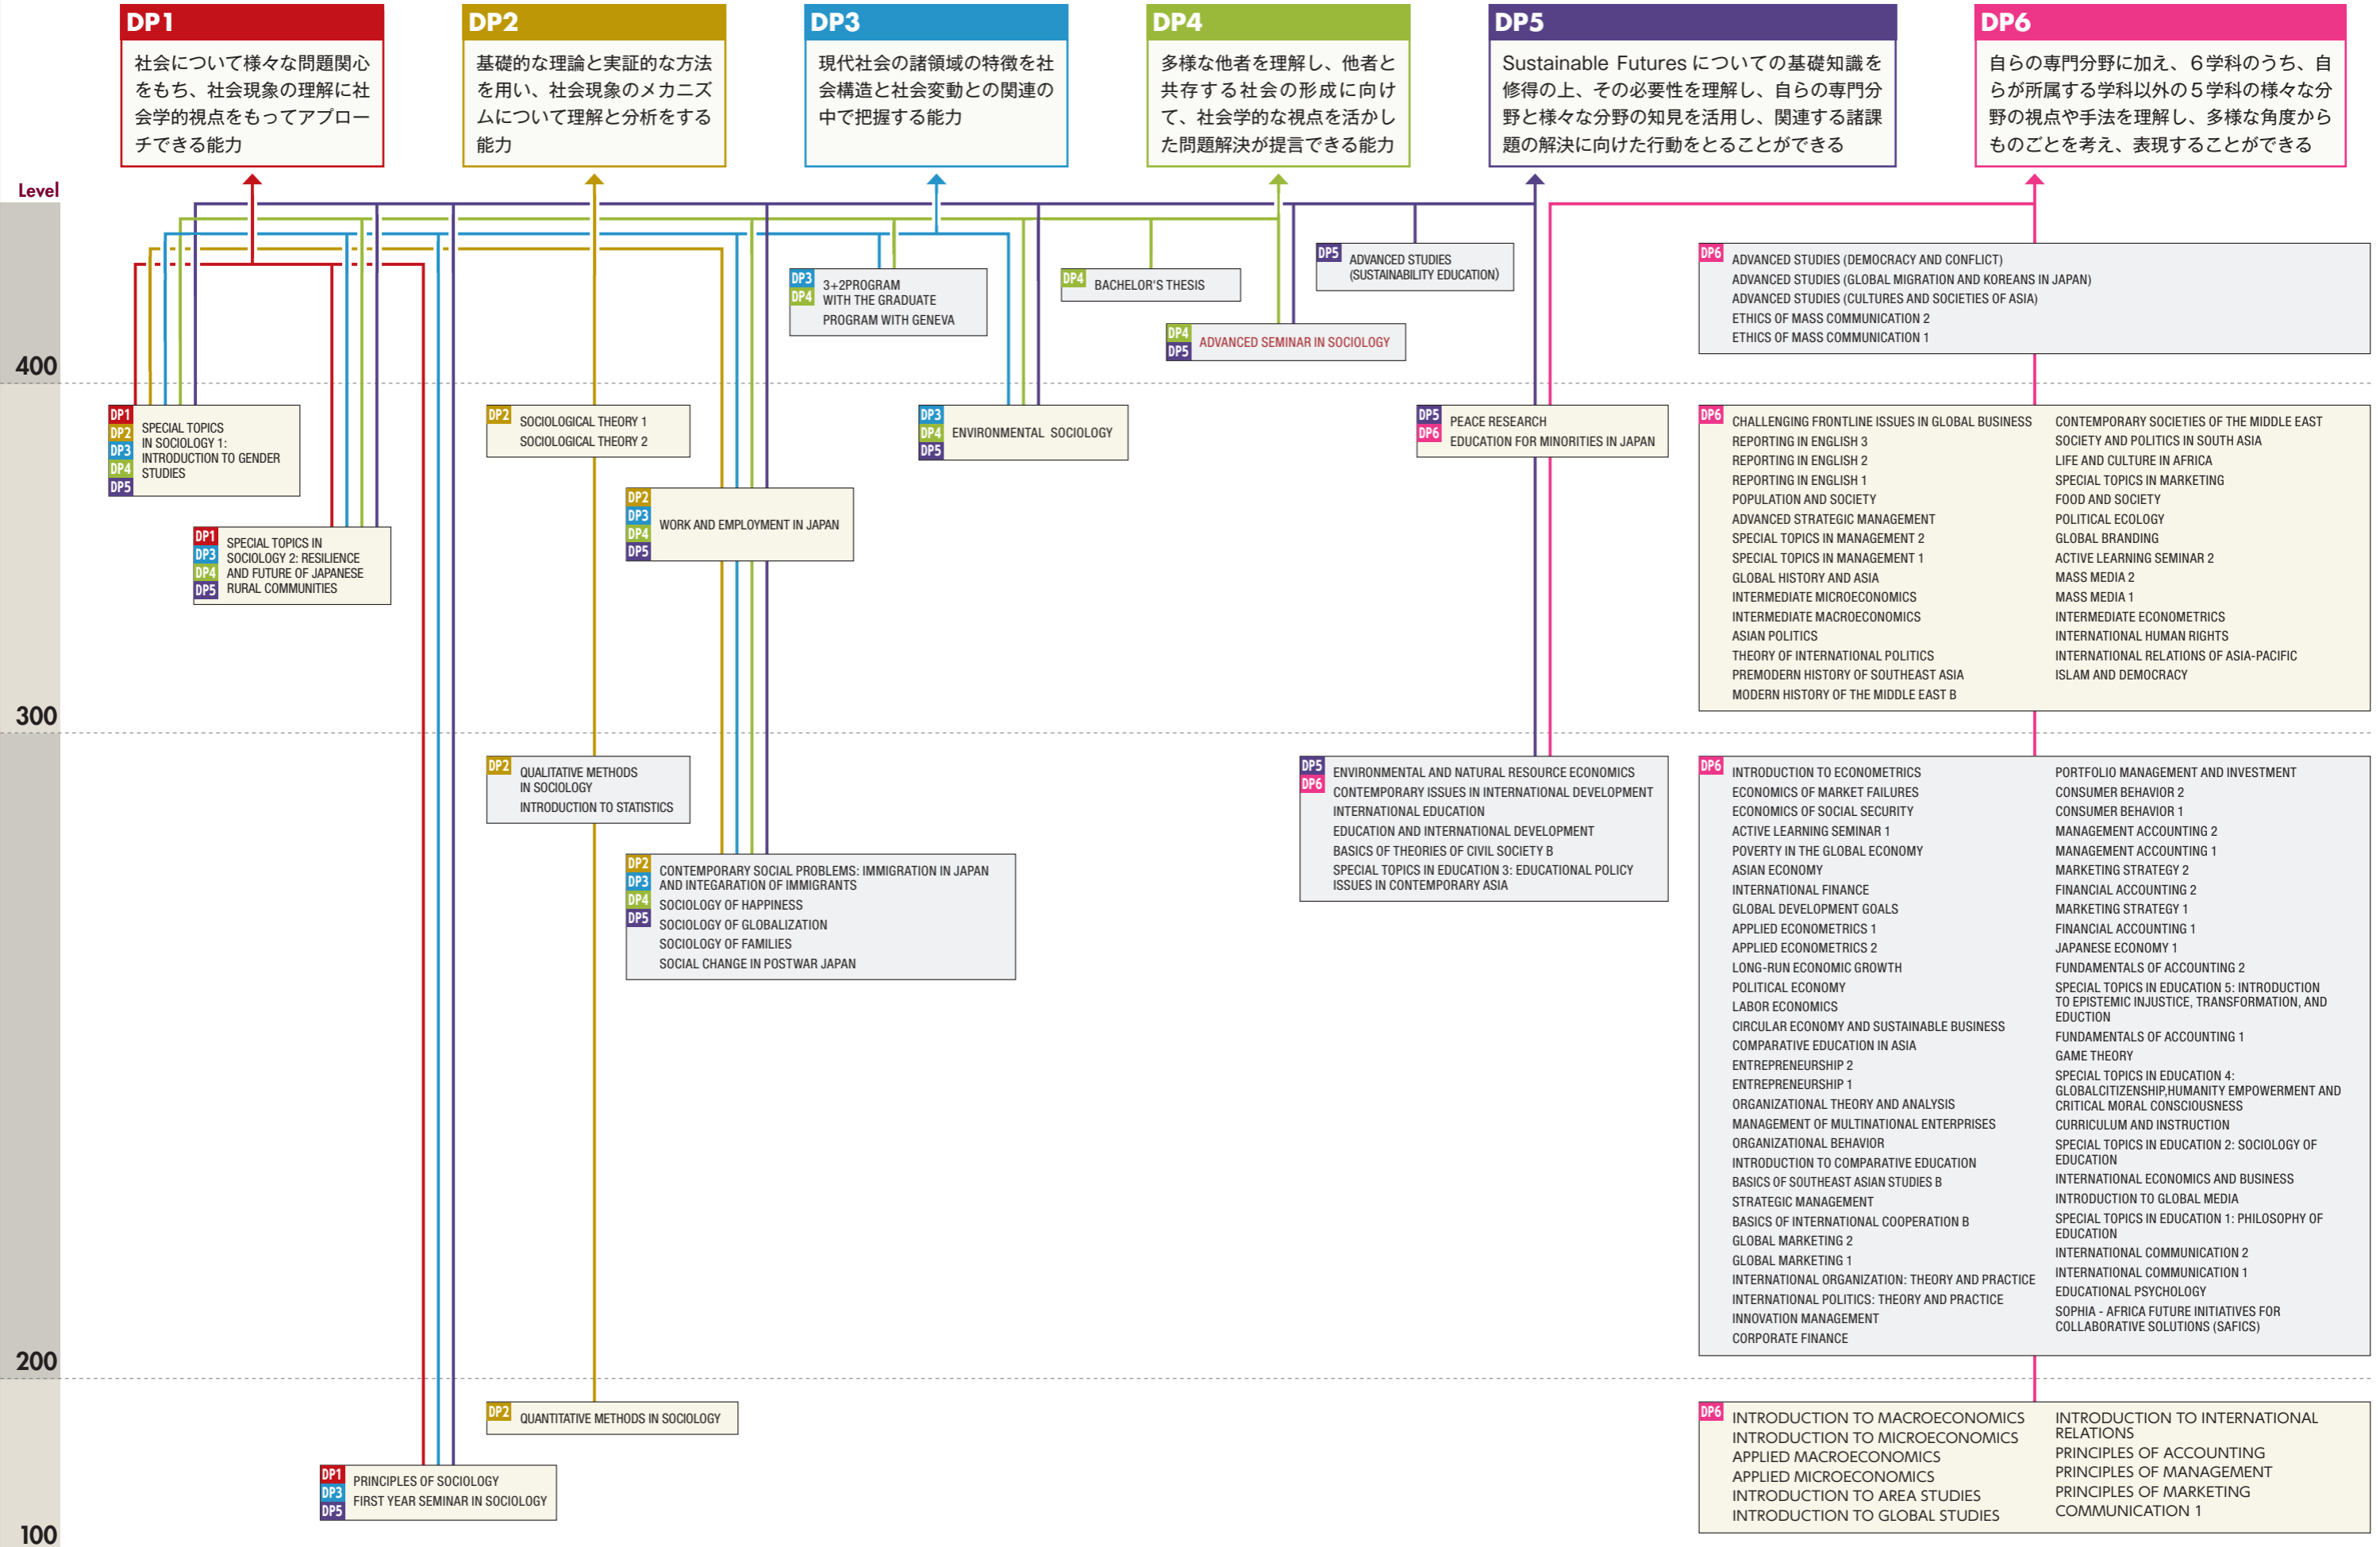 DP1
社会について様々な問題関心
をもち、社会現象の理解に社
会学的視点をもってアプロー
チできる能力
DP2
基礎的な理論と実証的な方法
を用い、社会現象のメカニズ
ムについて理解と分析をする
能力
DP3
現代社会の諸領域の特徴を社
会構造と社会変動との関連の
中で把握する能力
DP4
多様な他者を理解し、他者と
共存する社会の形成に向け
て、社会学的な視点を活かし
た問題解決が提言できる能力
DP5
Sustainable Futures についての基礎知識を
修得の上、その必要性を理解し、自らの専門分
野と様々な分野の知見を活用し、関連する諸課
題の解決に向けた行動をとることができる
DP6
自らの専門分野に加え、6学科のうち、自
らが所属する学科以外の5学科の様々な分
野の視点や手法を理解し、多様な角度から
ものごとを考え、表現することができる
Level
DP3
DP4
3+2PROGRAM
WITH THE GRADUATE
PROGRAM WITH GENEVA
DP4
BACHELOR'S THESIS
DP4
DP5
ADVANCED SEMINAR IN SOCIOLOGY
DP5
ADVANCED STUDIES
(SUSTAINABILITY EDUCATION)
DP6
ADVANCED STUDIES (DEMOCRACY AND CONFLICT)
ADVANCED STUDIES (GLOBAL MIGRATION AND KOREANS IN JAPAN)
ADVANCED STUDIES (CULTURES AND SOCIETIES OF ASIA)
ETHICS OF MASS COMMUNICATION 2
ETHICS OF MASS COMMUNICATION 1
400
DP1
DP2
DP3
DP4
DP5
SPECIAL TOPICS
IN SOCIOLOGY 1:
INTRODUCTION TO GENDER
STUDIES
DP1
DP3
DP4
DP5
SPECIAL TOPICS IN
SOCIOLOGY 2: RESILIENCE
AND FUTURE OF JAPANESE
RURAL COMMUNITIES
DP2
SOCIOLOGICAL THEORY 1
SOCIOLOGICAL THEORY 2
DP2
DP3
DP4
DP5
WORK AND EMPLOYMENT IN JAPAN
DP3
DP4
DP5
ENVIRONMENTAL SOCIOLOGY
DP5
DP6
PEACE RESEARCH
EDUCATION FOR MINORITIES IN JAPAN
DP6
CHALLENGING FRONTLINE ISSUES IN GLOBAL BUSINESS
REPORTING IN ENGLISH 3
REPORTING IN ENGLISH 2
REPORTING IN ENGLISH 1
POPULATION AND SOCIETY
ADVANCED STRATEGIC MANAGEMENT
SPECIAL TOPICS IN MANAGEMENT 2
SPECIAL TOPICS IN MANAGEMENT 1
GLOBAL HISTORY AND ASIA
INTERMEDIATE MICROECONOMICS
INTERMEDIATE MACROECONOMICS
ASIAN POLITICS
THEORY OF INTERNATIONAL POLITICS
PREMODERN HISTORY OF SOUTHEAST ASIA
MODERN HISTORY OF THE MIDDLE EAST B
CONTEMPORARY SOCIETIES OF THE MIDDLE EAST
SOCIETY AND POLITICS IN SOUTH ASIA
LIFE AND CULTURE IN AFRICA
SPECIAL TOPICS IN MARKETING
FOOD AND SOCIETY
POLITICAL ECOLOGY
GLOBAL BRANDING
ACTIVE LEARNING SEMINAR 2
MASS MEDIA 2
MASS MEDIA 1
INTERMEDIATE ECONOMETRICS
INTERNATIONAL HUMAN RIGHTS
INTERNATIONAL RELATIONS OF ASIA-PACIFIC
ISLAM AND DEMOCRACY
300
DP2
QUALITATIVE METHODS
IN SOCIOLOGY
INTRODUCTION TO STATISTICS
DP2
DP3
DP4
DP5
CONTEMPORARY SOCIAL PROBLEMS: IMMIGRATION IN JAPAN
AND INTEGARATION OF IMMIGRANTS
SOCIOLOGY OF HAPPINESS
SOCIOLOGY OF GLOBALIZATION
SOCIOLOGY OF FAMILIES
SOCIAL CHANGE IN POSTWAR JAPAN
DP5
DP6
ENVIRONMENTAL AND NATURAL RESOURCE ECONOMICS
CONTEMPORARY ISSUES IN INTERNATIONAL DEVELOPMENT
INTERNATIONAL EDUCATION
EDUCATION AND INTERNATIONAL DEVELOPMENT
BASICS OF THEORIES OF CIVIL SOCIETY B
SPECIAL TOPICS IN EDUCATION 3: EDUCATIONAL POLICY
ISSUES IN CONTEMPORARY ASIA
DP6
INTRODUCTION TO ECONOMETRICS
ECONOMICS OF MARKET FAILURES
ECONOMICS OF SOCIAL SECURITY
ACTIVE LEARNING SEMINAR 1
POVERTY IN THE GLOBAL ECONOMY
ASIAN ECONOMY
INTERNATIONAL FINANCE
GLOBAL DEVELOPMENT GOALS
APPLIED ECONOMETRICS 1
APPLIED ECONOMETRICS 2
LONG-RUN ECONOMIC GROWTH
POLITICAL ECONOMY
LABOR ECONOMICS
CIRCULAR ECONOMY AND SUSTAINABLE BUSINESS
COMPARATIVE EDUCATION IN ASIA
ENTREPRENEURSHIP 2
ENTREPRENEURSHIP 1
ORGANIZATIONAL THEORY AND ANALYSIS
MANAGEMENT OF MULTINATIONAL ENTERPRISES
ORGANIZATIONAL BEHAVIOR
INTRODUCTION TO COMPARATIVE EDUCATION
BASICS OF SOUTHEAST ASIAN STUDIES B
STRATEGIC MANAGEMENT
BASICS OF INTERNATIONAL COOPERATION B
GLOBAL MARKETING 2
GLOBAL MARKETING 1
INTERNATIONAL ORGANIZATION: THEORY AND PRACTICE
INTERNATIONAL POLITICS: THEORY AND PRACTICE
INNOVATION MANAGEMENT
CORPORATE FINANCE
PORTFOLIO MANAGEMENT AND INVESTMENT
CONSUMER BEHAVIOR 2
CONSUMER BEHAVIOR 1
MANAGEMENT ACCOUNTING 2
MANAGEMENT ACCOUNTING 1
MARKETING STRATEGY 2
FINANCIAL ACCOUNTING 2
MARKETING STRATEGY 1
FINANCIAL ACCOUNTING 1
JAPANESE ECONOMY 1
FUNDAMENTALS OF ACCOUNTING 2
SPECIAL TOPICS IN EDUCATION 5: INTRODUCTION
TO EPISTEMIC INJUSTICE, TRANSFORMATION, AND
EDUCTION
FUNDAMENTALS OF ACCOUNTING 1
GAME THEORY
SPECIAL TOPICS IN EDUCATION 4:
GLOBALCITIZENSHIP,HUMANITY EMPOWERMENT AND
CRITICAL MORAL CONSCIOUSNESS
CURRICULUM AND INSTRUCTION
SPECIAL TOPICS IN EDUCATION 2: SOCIOLOGY OF
EDUCATION
INTERNATIONAL ECONOMICS AND BUSINESS
INTRODUCTION TO GLOBAL MEDIA
SPECIAL TOPICS IN EDUCATION 1: PHILOSOPHY OF
EDUCATION
INTERNATIONAL COMMUNICATION 2
INTERNATIONAL COMMUNICATION 1
EDUCATIONAL PSYCHOLOGY
SOPHIA - AFRICA FUTURE INITIATIVES FOR
COLLABORATIVE SOLUTIONS (SAFICS)
200
DP2
QUANTITATIVE METHODS IN SOCIOLOGY
DP1
DP3
DP5
PRINCIPLES OF SOCIOLOGY
FIRST YEAR SEMINAR IN SOCIOLOGY
DP6
INTRODUCTION TO MACROECONOMICS
INTRODUCTION TO MICROECONOMICS
APPLIED MACROECONOMICS
APPLIED MICROECONOMICS
INTRODUCTION TO AREA STUDIES
INTRODUCTION TO GLOBAL STUDIES
INTRODUCTION TO INTERNATIONAL
RELATIONS
PRINCIPLES OF ACCOUNTING
PRINCIPLES OF MANAGEMENT
PRINCIPLES OF MARKETING
COMMUNICATION 1
100